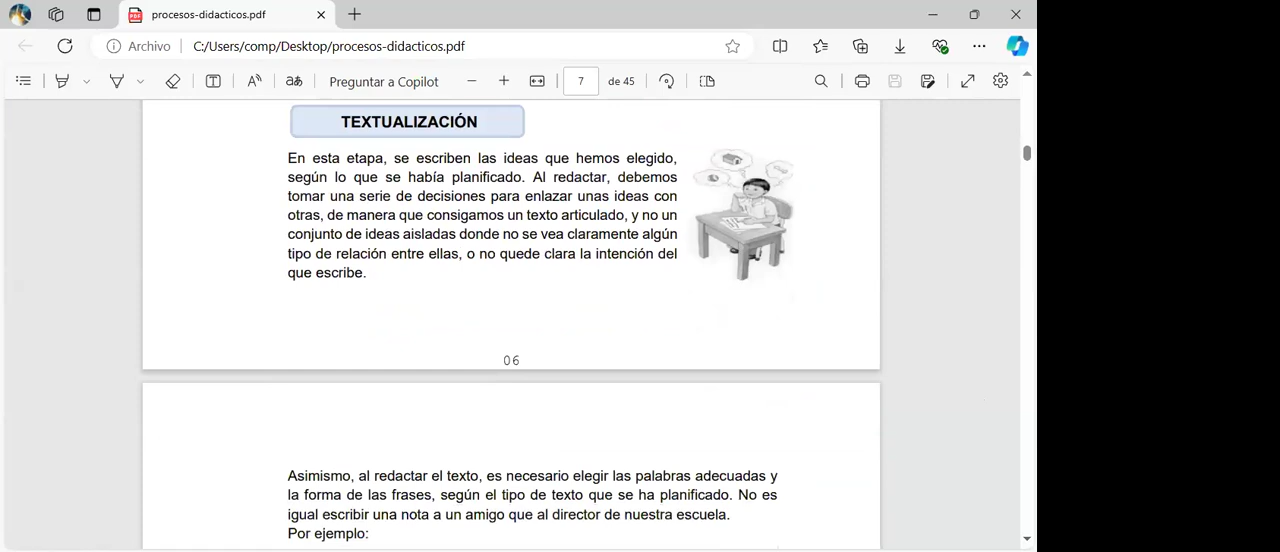 procesos-didacticos.pdf
Archivo
C:/Users/comp/Desktop/procesos-didacticos.pdf
Preguntar a Copilot
7
de 45
TEXTUALIZACIÓN
En esta etapa, se escriben las ideas que hemos elegido,
según lo que se había planificado. Al redactar, debemos
tomar una serie de decisiones para enlazar unas ideas con
otras, de manera que consigamos un texto articulado, y no un
conjunto de ideas aisladas donde no se vea claramente algún
tipo de relación entre ellas, o no quede clara la intención del
que escribe.
06
Asimismo, al redactar el texto, es necesario elegir las palabras adecuadas y
la forma de las frases, según el tipo de texto que se ha planificado. No es
igual escribir una nota a un amigo que al director de nuestra escuela.
Por ejemplo: